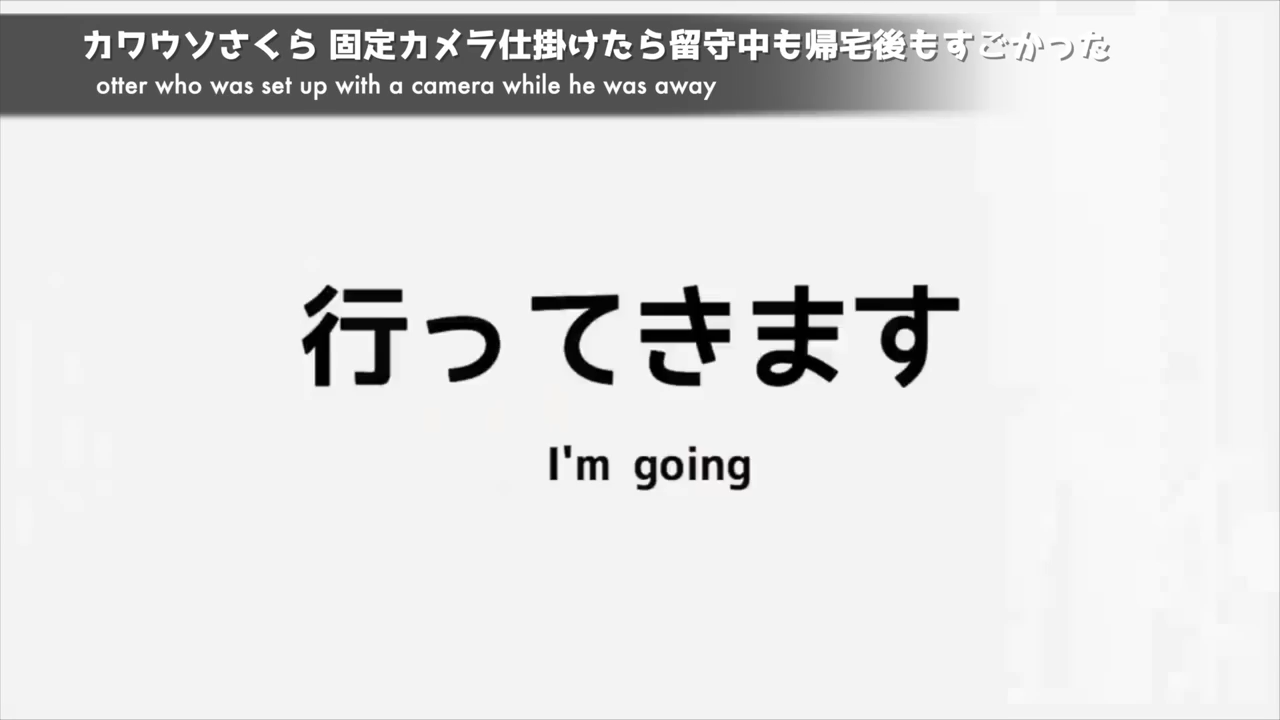 カワウソさくら 固定カメラ仕掛けたら留守中も帰宅後もすごかった
otter who was set up with a camera while he was away
行ってきます
I'm going